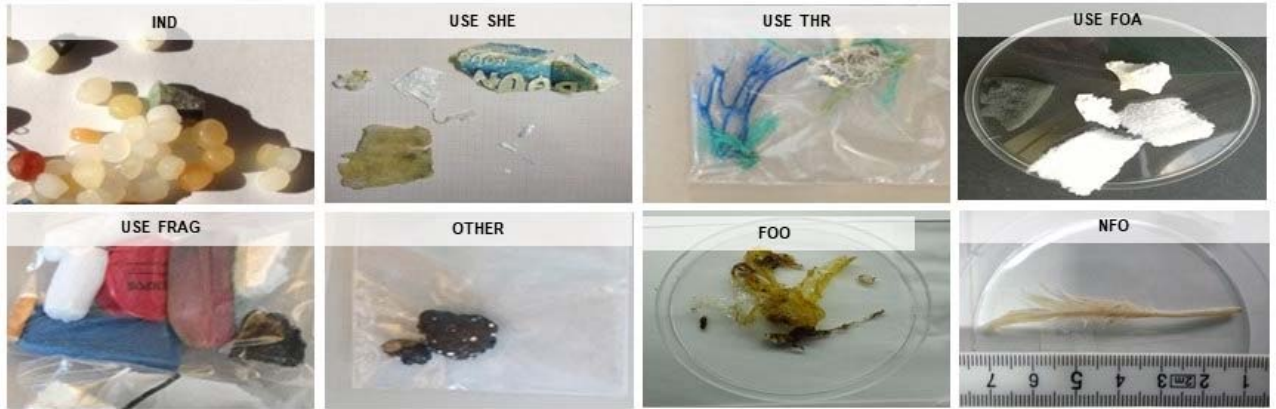 IND
USE SHE
USE THR
USE FOA
USE FRAG
OTHER
FOO
NFO
7 6 5 4 3 2m 2 1